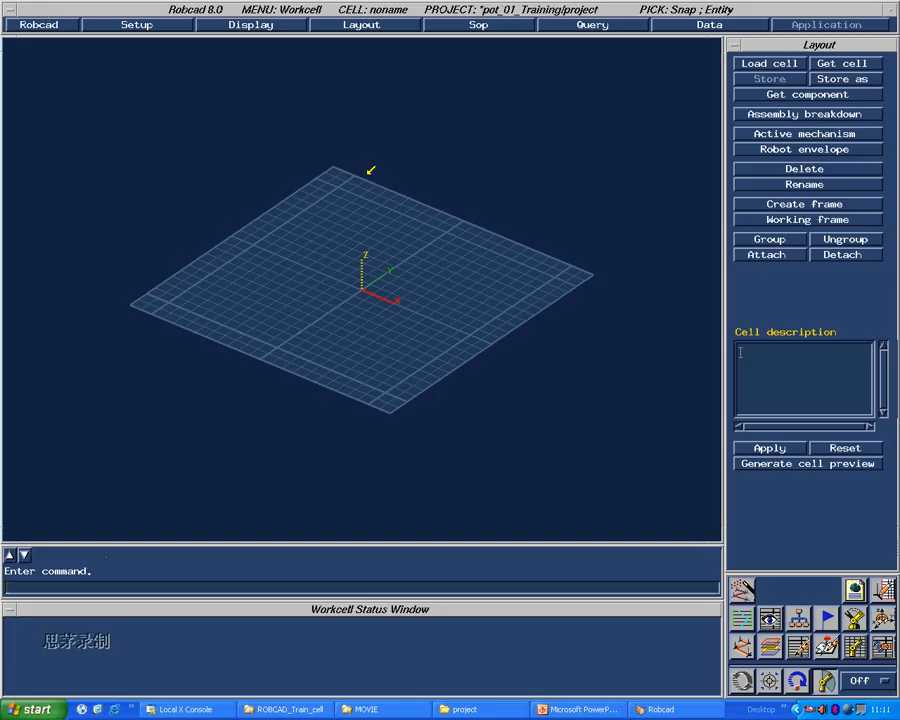 Robcad 8.0 MENU: Workcell CELL: noname PROJECT: "pot_01_Training/project PICK: Snap ; Entity
Robcad Setup Display Layout Sop Query Data Application
Layout
Load cell Get cell
Store Store as
Get component
Assembly breakdown
Active mechanism
Robot envelope
Delete
Rename
Create frame
Working frame
Group Ungroup
Attach Detach
Z
Y
X
Cell description
Apply Reset
Generate cell preview
Enter command.
Workcell Status Window
思茅录制
Off
start
Local X Console
ROBCAD_Train_cell
MOVIE
project
Microsoft PowerP...
Robcad
Desktop
11:11